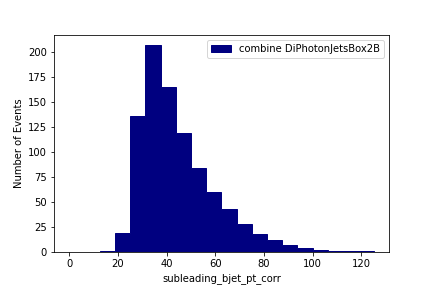 combine DiPhotonJetsBox2B
Number of Events
200
175
150
125
100
75
50
25
0
0 20 40 60 80 100 120
subleading_bjet_pt_corr